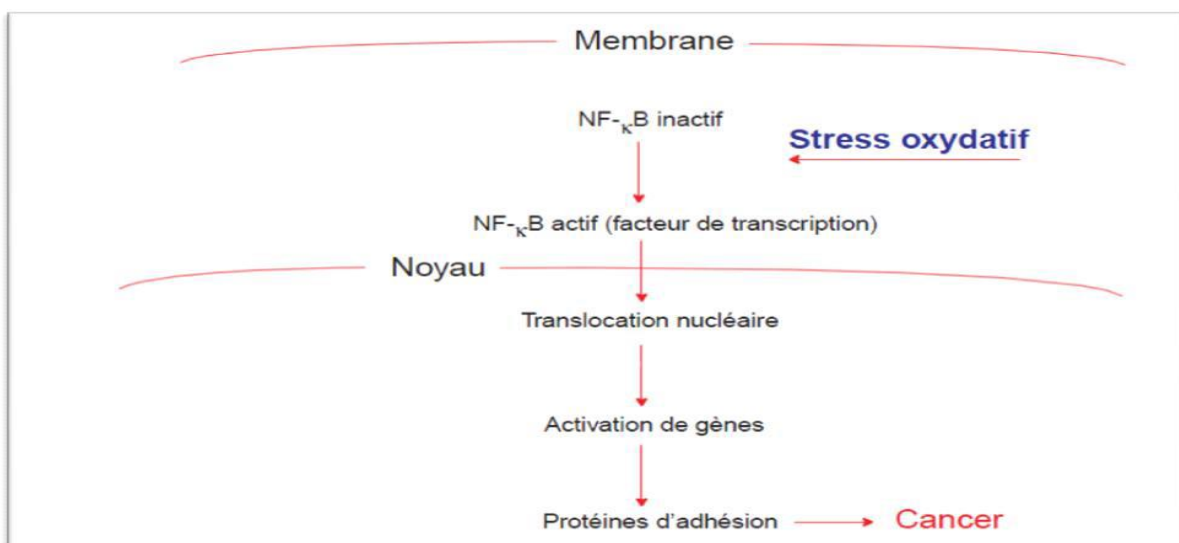 Membrane
NF-κB inactif
Stress oxydatif
NF-κB actif (facteur de transcription)
Noyau
Translocation nucléaire
Activation de gènes
Protéines d'adhésion
Cancer